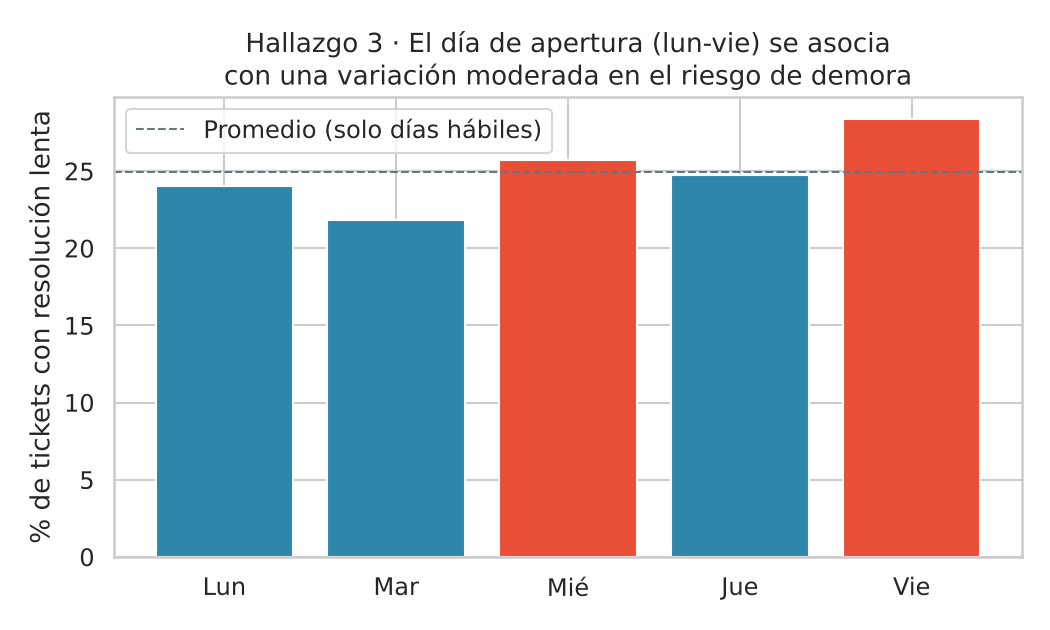 Hallazgo 3 · El día de apertura (lun-vie) se asocia
con una variación moderada en el riesgo de demora
Promedio (solo días hábiles)
% de tickets con resolución lenta
25
20
15
10
5
0
Lun
Mar
Mié
Jue
Vie